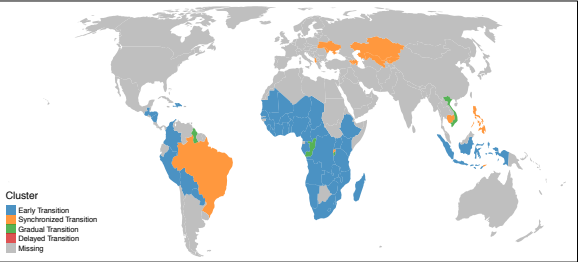 Cluster
Early Transition
Synchronized Transition
Gradual Transition
Delayed Transition
Missing